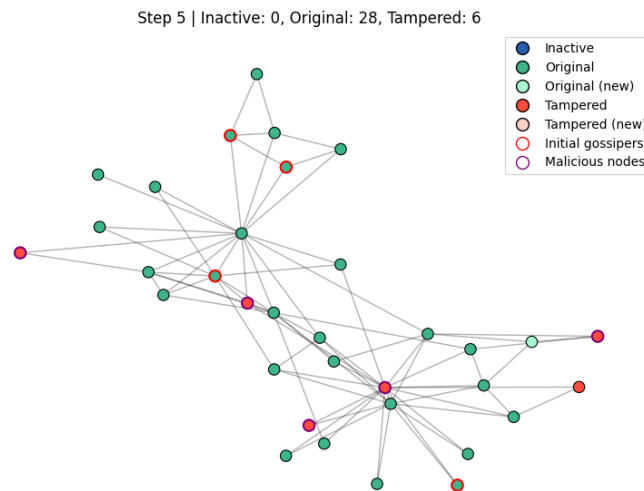 Step 5 | Inactive: 0, Original: 28, Tampered: 6
Inactive
Original
Original (new)
Tampered
Tampered (new)
Initial gossipers
Malicious nodes